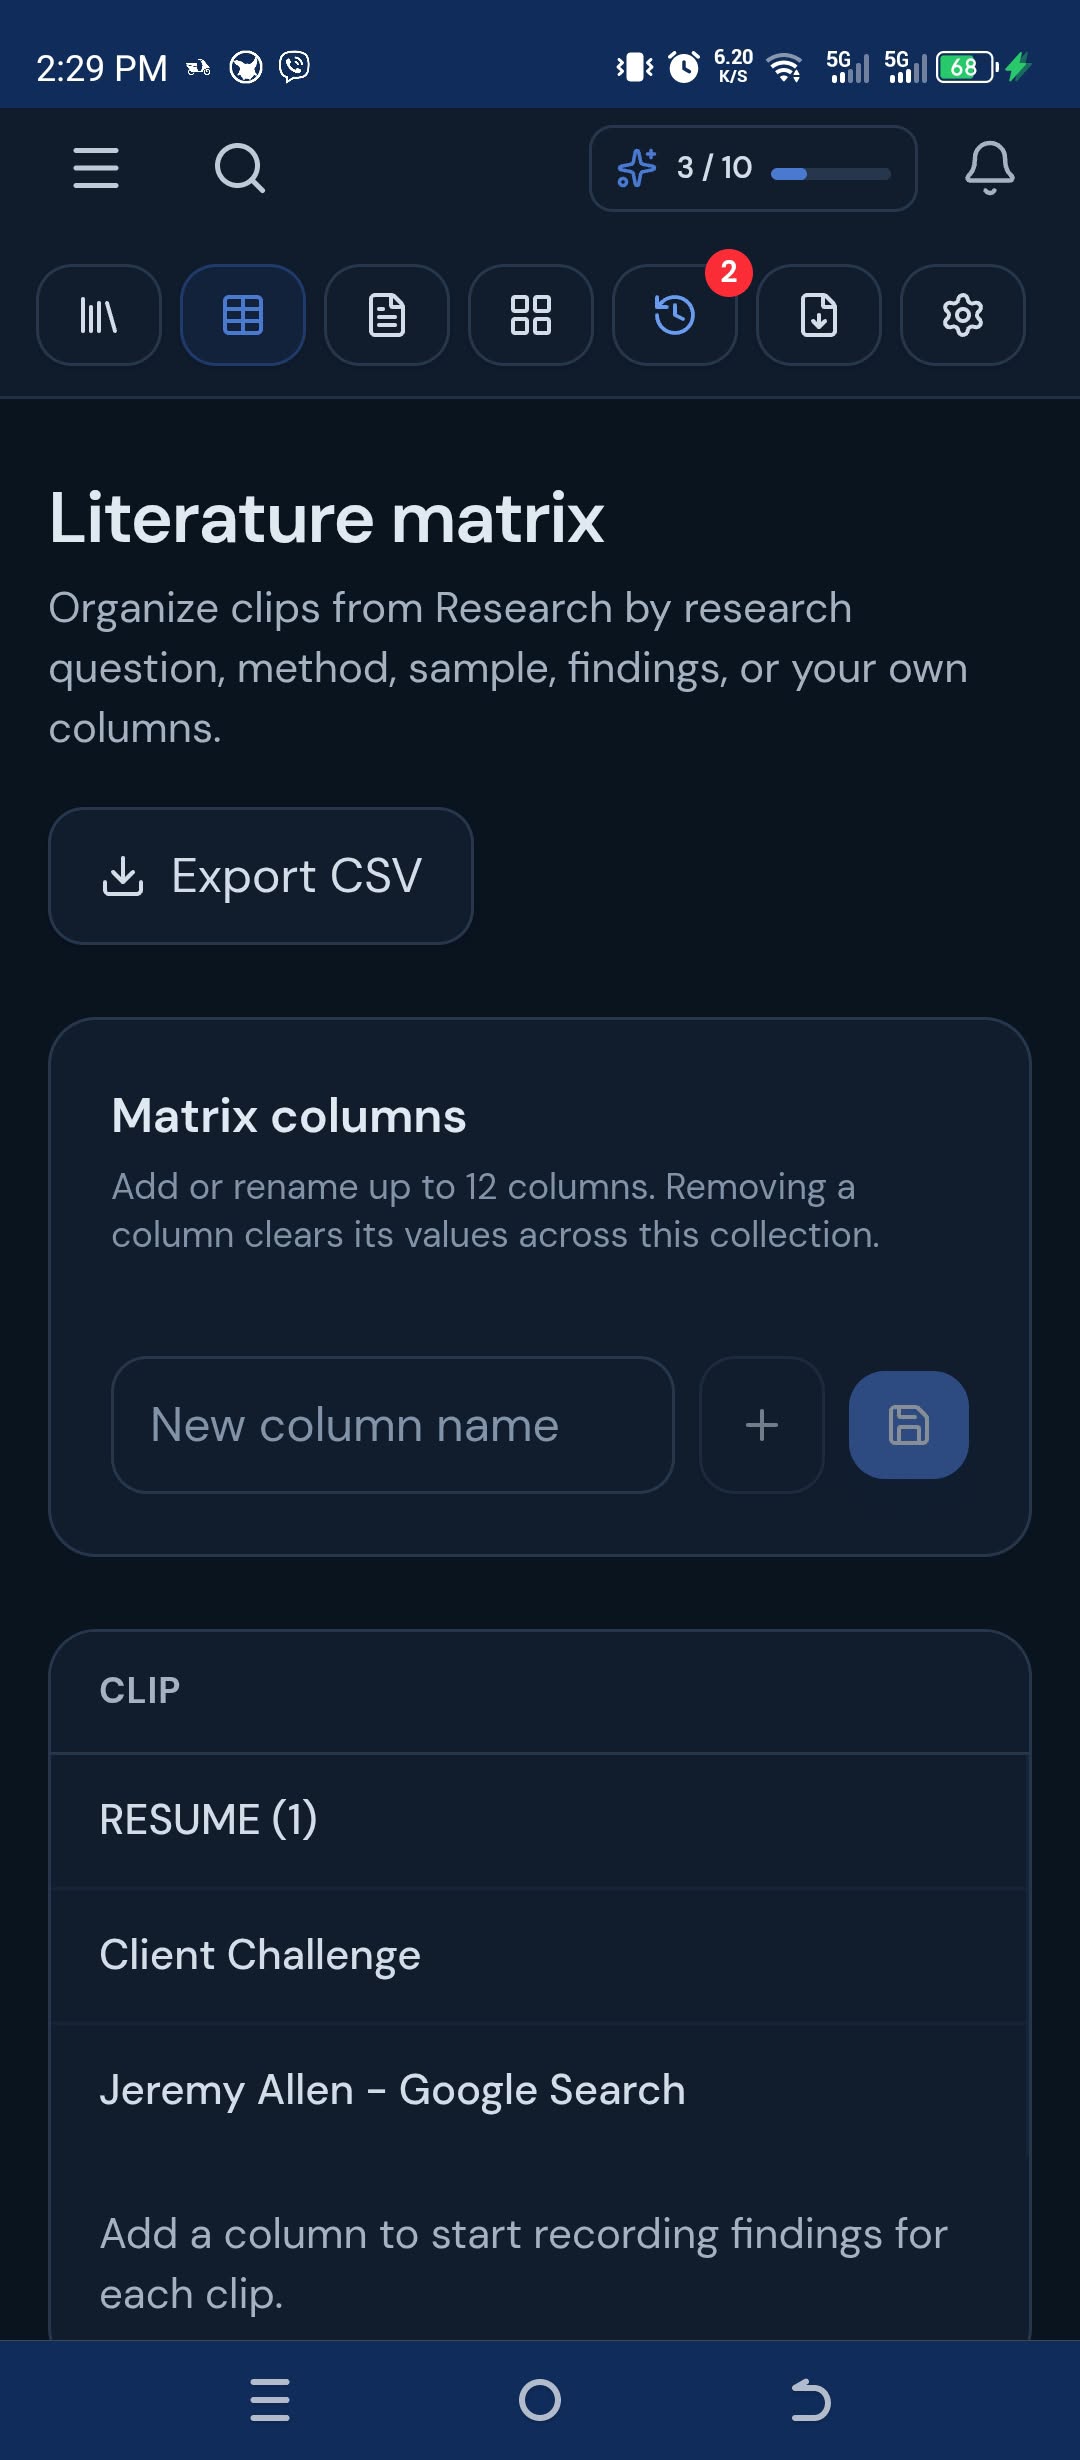 2:29 PM
6.20
K/S
5G
5G
68
3 / 10
2
Literature matrix
Organize clips from Research by research
question, method, sample, findings, or your own
columns.
Export CSV
Matrix columns
Add or rename up to 12 columns. Removing a
column clears its values across this collection.
New column name
CLIP
RESUME (1)
Client Challenge
Jeremy Allen - Google Search
Add a column to start recording findings for
each clip.